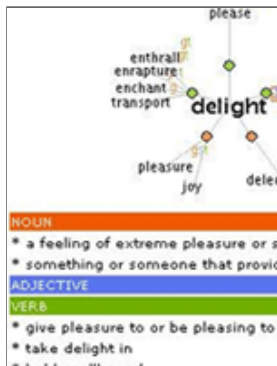 please
enthrall
enrapture
enchant
transport
delight
pleasure
joy
NOUN
* a feeling of extreme pleasure or
* something or someone that
ADJECTIVE
VERB
* give pleasure to or be pleasing to
* take delight in